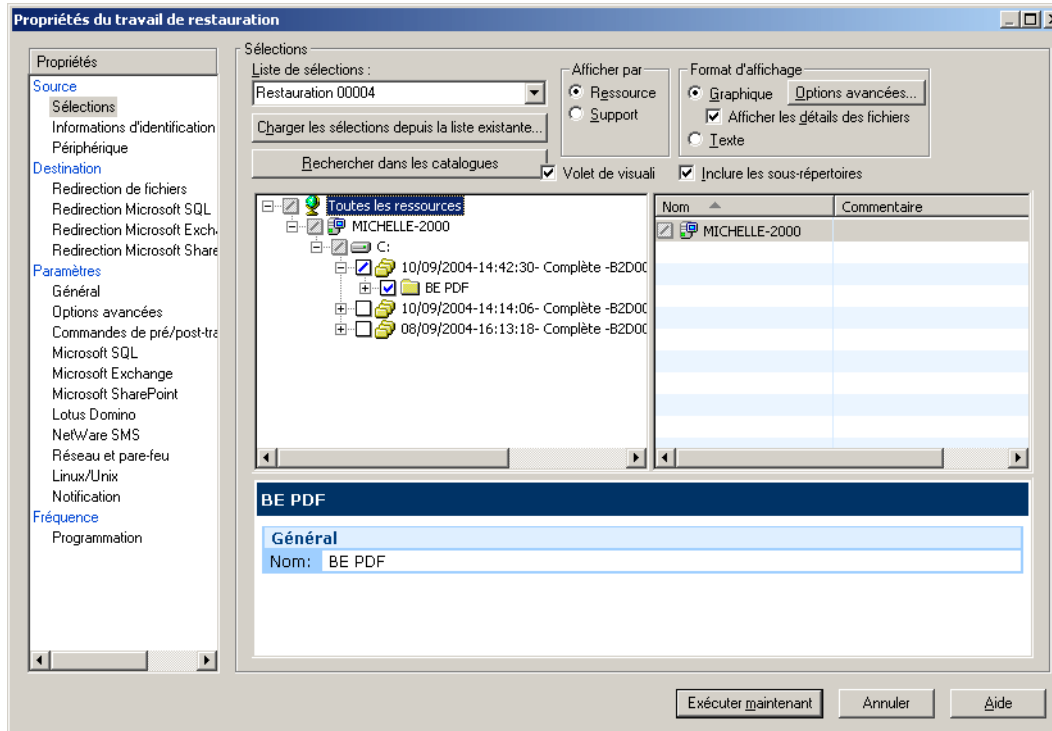 Propriétés du travail de restauration
Propriétés
Source
Sélections
Informations d'identification
Périphérique
Destination
Redirection de fichiers
Redirection Microsoft SQL
Redirection Microsoft Exch
Redirection Microsoft Share
Paramètres
Général
Options avancées
Commandes de pré/post-tra
Microsoft SQL
Microsoft Exchange
Microsoft SharePoint
Lotus Domino
NetWare SMS
Réseau et pare-feu
Linux/Unix
Notification
Fréquence
Programmation
Sélections
Liste de sélections :
Restauration 00004
Charger les sélections depuis la liste existante...
Rechercher dans les catalogues
Afficher par
Ressource
Support
Format d'affichage
Graphique Options avancées...
Afficher les détails des fichiers
Texte
Volet de visuali Inclure les sous-répertoires
Toutes les ressources
MICHELLE-2000
C:
10/09/2004-14:42:30- Complète -B2D00
BE PDF
10/09/2004-14:14:06- Complète -B2D00
08/09/2004-16:13:18- Complète -B2D00
Nom Commentaire
MICHELLE-2000
BE PDF
Général
Nom: BE PDF
Exécuter maintenant Annuler Aide